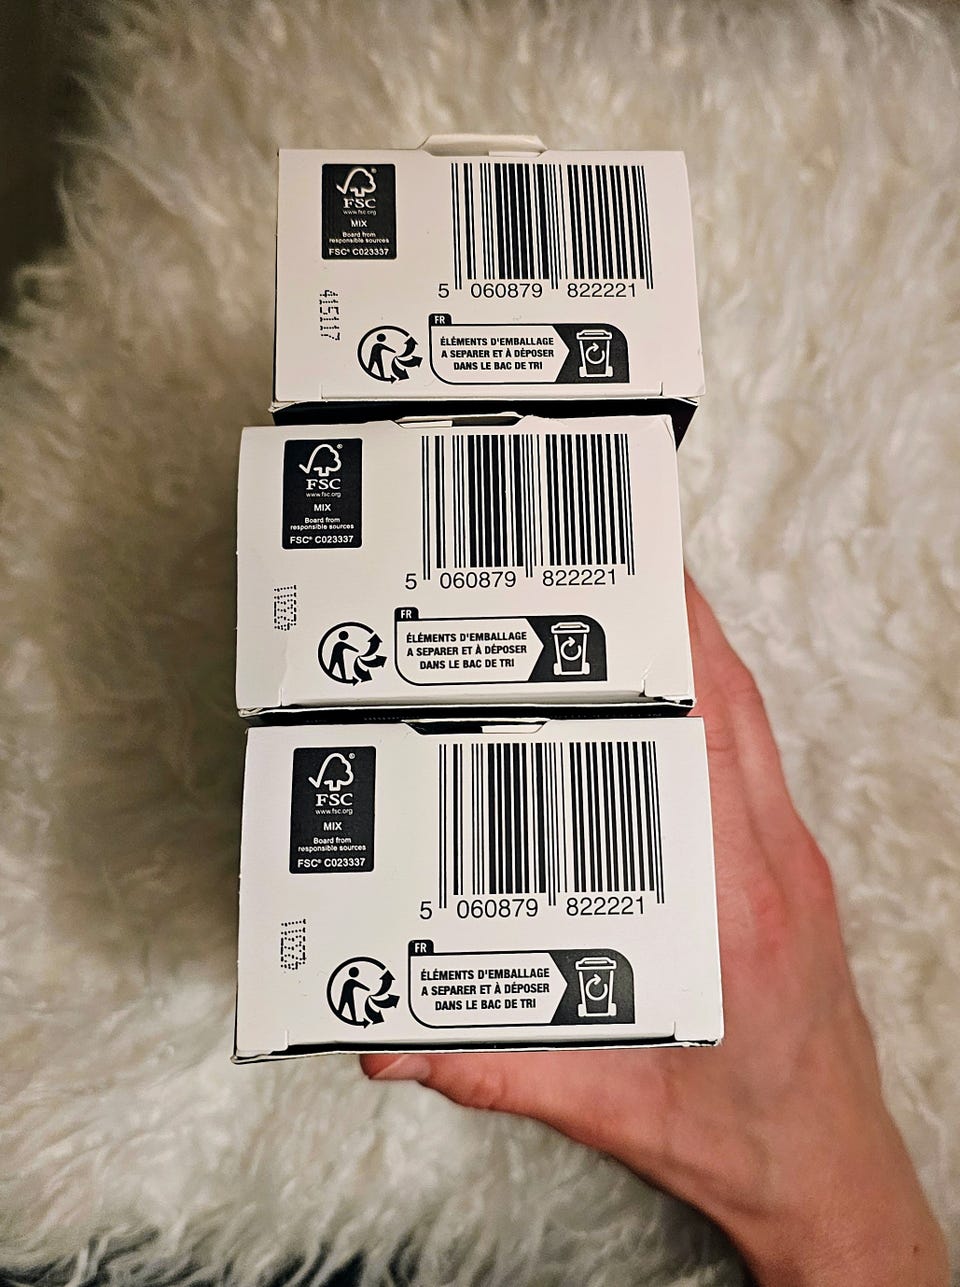 FSC®
www.fsc.org
MIX
Board from
responsible sources
FSC® C023337
5 060879 822221
FR
ÉLÉMENTS D'EMBALLAGE
A SEPARER ET À DÉPOSER
DANS LE BAC DE TRI
FSC®
www.fsc.org
MIX
Board from
responsible sources
FSC® C023337
5 060879 822221
FR
ÉLÉMENTS D'EMBALLAGE
A SEPARER ET À DÉPOSER
DANS LE BAC DE TRI
FSC®
www.fsc.org
MIX
Board from
responsible sources
FSC® C023337
5 060879 822221
FR
ÉLÉMENTS D'EMBALLAGE
A SEPARER ET À DÉPOSER
DANS LE BAC DE TRI